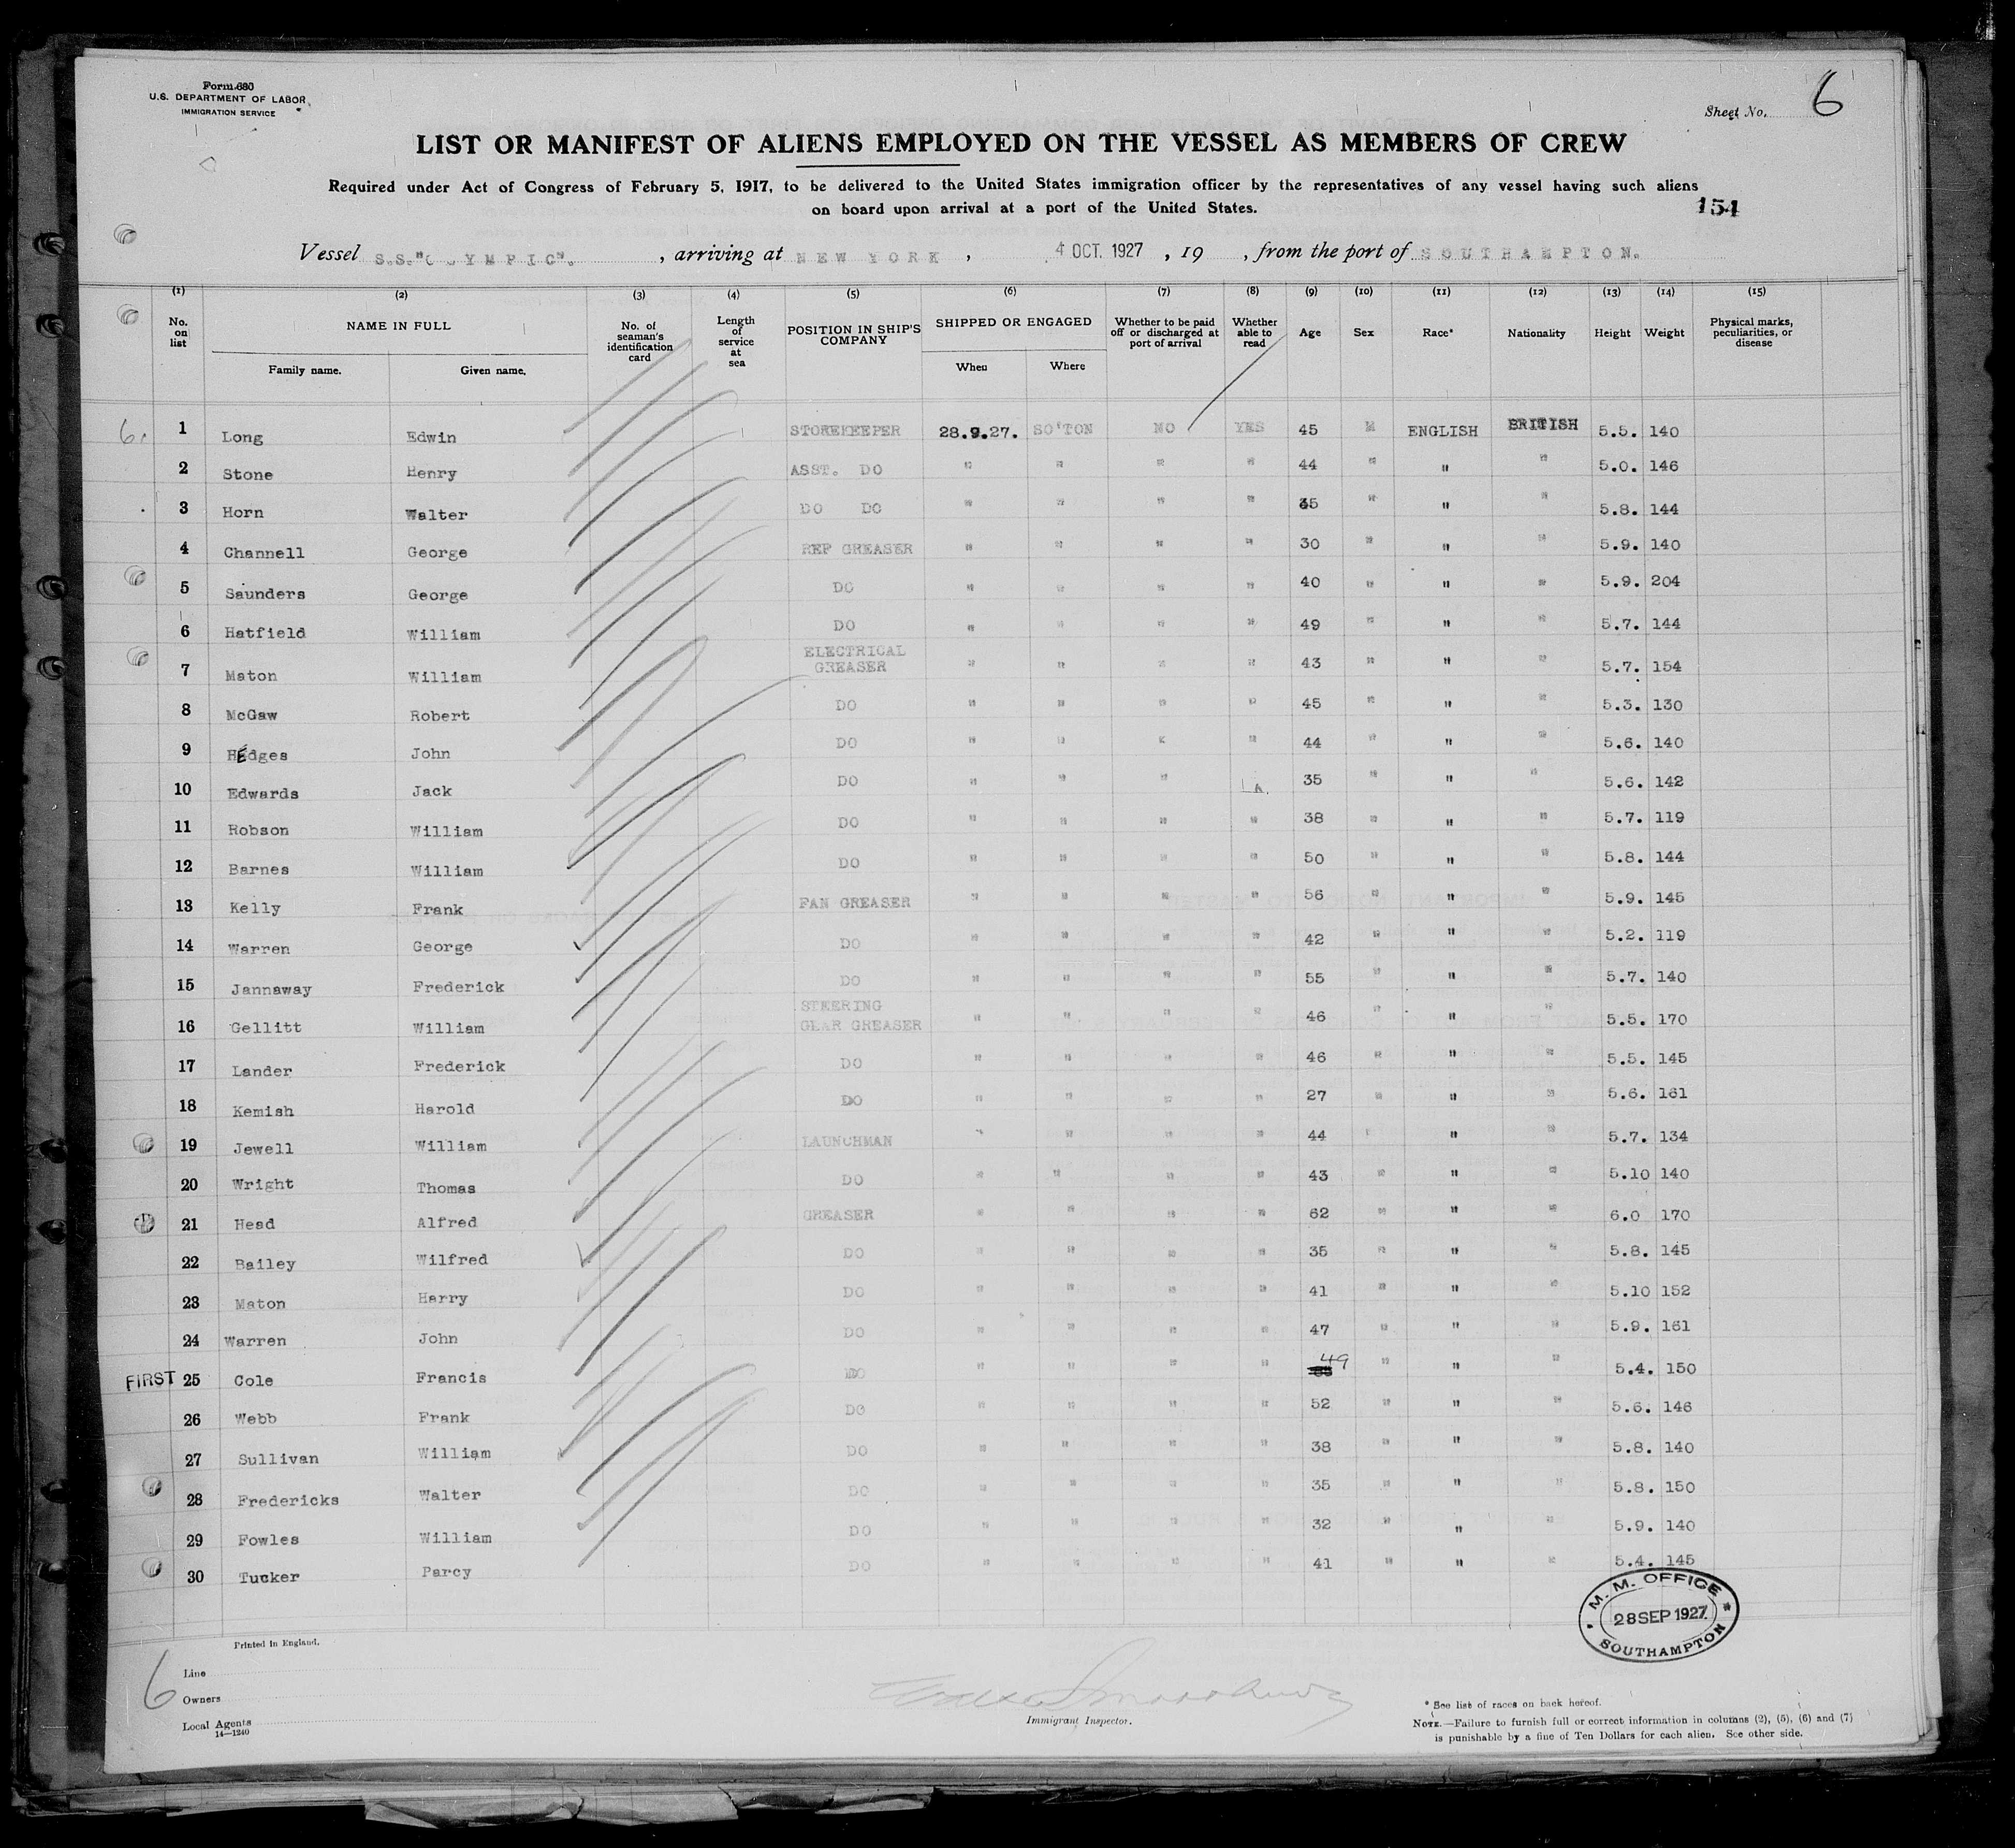 Form 680
U.S. DEPARTMENT OF LABOR
IMMIGRATION SERVICE
Sheet No. 6
LIST OR MANIFEST OF ALIENS EMPLOYED ON THE VESSEL AS MEMBERS OF CREW
Required under Act of Congress of February 5, 1917, to be delivered to the United States immigration officer by the representatives of any vessel having such aliens
on board upon arrival at a port of the United States.
154
Vessel S.S."OLYMPIC". , arriving at NEW YORK , 4 OCT. 1927 , 19 , from the port of SOUTHAMPTON.
(1) (2) (3) (4) (5) (6) (7) (8) (9) (10) (11) (12) (13) (14) (15)
No. on list NAME IN FULL Family name. Given name. No. of seaman's identification card Length of service at sea POSITION IN SHIP'S COMPANY SHIPPED OR ENGAGED When Where Whether to be paid off or discharged at port of arrival Whether able to read Age Sex Race* Nationality Height Weight Physical marks, peculiarities, or disease
6. 1 Long Edwin STOREKEEPER 28.9.27. SO'TON NO YES 45 M ENGLISH BRITISH 5.5. 140
2 Stone Henry ASST. DO " " " " 44 " " " 5.0. 146
3 Horn Walter DO DO " " " " 35 " " " 5.8. 144
4 Channell George REF GREASER " " " " 30 " " " 5.9. 140
5 Saunders George DO " " " " 40 " " " 5.9. 204
6 Hatfield William DO " " " " 49 " " " 5.7. 144
7 Maton William ELECTRICAL GREASER " " " " 43 " " " 5.7. 154
8 McGaw Robert DO " " " " 45 " " " 5.3. 130
9 HEdges John DO " " " " 44 " " " 5.6. 140
10 Edwards Jack DO " " " 35 " " " 5.6. 142
11 Robson William DO " " " " 38 " " " 5.7. 119
12 Barnes William DO " " " " 50 " " " 5.8. 144
13 Kelly Frank FAN GREASER " " " " 56 " " " 5.9. 145
14 Warren George DO " " " " 42 " " " 5.2. 119
15 Jannaway Frederick DO " " " " 55 " " " 5.7. 140
16 Gellitt William STEERING GEAR GREASER " " " " 46 " " " 5.5. 170
17 Lander Frederick DO " " " " 46 " " " 5.5. 145
18 Kemish Harold DO " " " " 27 " " " 5.6. 161
19 Jewell William LAUNCHMAN " " " " 44 " " " 5.7. 134
20 Wright Thomas DO " " " " 43 " " " 5.10 140
21 Head Alfred GREASER " " " " 62 " " " 6.0 170
22 Bailey Wilfred DO " " " " 35 " " " 5.8. 145
23 Maton Harry DO " " " " 41 " " " 5.10 152
24 Warren John DO " " " " 47 " " " 5.9. 161
FIRST 25 Cole Francis DO " " " " 49 " " " 5.4. 150
26 Webb Frank DO " " " " 52 " " " 5.6. 146
27 Sullivan William DO " " " " 38 " " " 5.8. 140
28 Fredericks Walter DO " " " " 35 " " " 5.8. 150
29 Fowles William DO " " " " 32 " " " 5.9. 140
30 Tucker Parcy DO " " " " 41 " " " 5.4. 145
M. M. OFFICE
28 SEP 1927
SOUTHAMPTON
Printed in England.
6
Line
Owners
Local Agents
14—1240
Immigrant Inspector.
* See list of races on back hereof.
NOTE.—Failure to furnish full or correct information in columns (2), (5), (6) and (7)
is punishable by a fine of Ten Dollars for each alien. See other side.